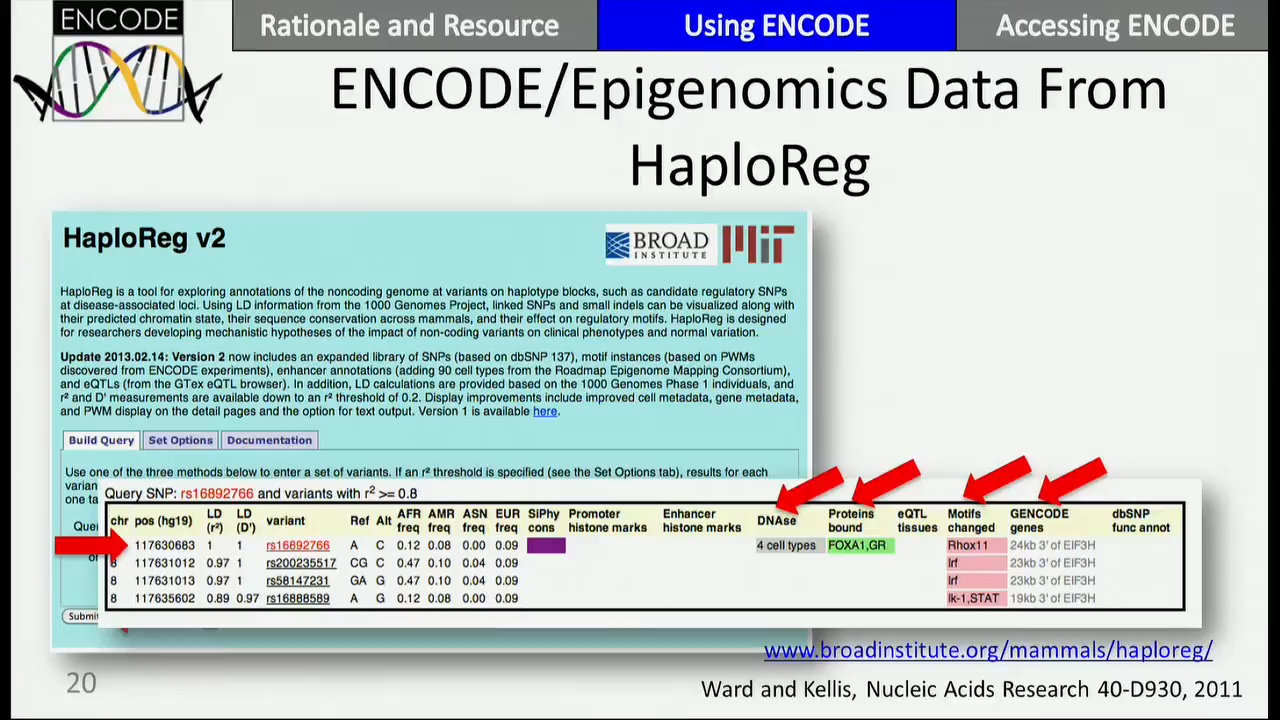 ENCODE
Rationale and Resource
Using ENCODE
Accessing ENCODE
ENCODE/Epigenomics Data From
HaploReg
HaploReg v2
BROAD
INSTITUTE
MIT
HaploReg is a tool for exploring annotations of the noncoding genome at variants on haplotype blocks, such as candidate regulatory SNPs
at disease-associated loci. Using LD information from the 1000 Genomes Project, linked SNPs and small indels can be visualized along with
their predicted chromatin state, their sequence conservation across mammals, and their effect on regulatory motifs. HaploReg is designed
for researchers developing mechanistic hypotheses of the impact of non-coding variants on clinical phenotypes and normal variation.
Update 2013.02.14: Version 2 now includes an expanded library of SNPs (based on dbSNP 137), motif instances (based on PWMs
discovered from ENCODE experiments), enhancer annotations (adding 90 cell types from the Roadmap Epigenome Mapping Consortium),
and eQTLs (from the GTex eQTL browser). In addition, LD calculations are provided based on the 1000 Genomes Phase 1 individuals, and
r² and D' measurements are available down to an r² threshold of 0.2. Display improvements include improved cell metadata, gene metadata,
and PWM display on the detail pages and the option for text output. Version 1 is available here.
Build Query Set Options Documentation
Use one of the three methods below to enter a set of variants. If an r² threshold is specified (see the Set Options tab), results for each
Query SNP: rs16892766 and variants with r² >= 0.8
chr pos (hg19) LD (r²) LD (D') variant Ref Alt AFR freq AMR freq ASN freq EUR freq SiPhy cons Promoter histone marks Enhancer histone marks DNAse Proteins bound eQTL tissues Motifs changed GENCODE genes dbSNP func annot
117630683 1 1 rs16892766 A C 0.12 0.08 0.00 0.09 4 cell types FOXA1,GR Rhox11 24kb 3' of EIF3H
8 117631012 0.97 1 rs200235517 CG C 0.47 0.10 0.04 0.09 Irf 23kb 3' of EIF3H
8 117631013 0.97 1 rs58147231 GA G 0.47 0.10 0.04 0.09 Irf 23kb 3' of EIF3H
8 117635602 0.89 0.97 rs16888589 A G 0.12 0.08 0.00 0.09 Ik-1,STAT 19kb 3' of EIF3H
Submit
www.broadinstitute.org/mammals/haploreg/
20
Ward and Kellis, Nucleic Acids Research 40-D930, 2011